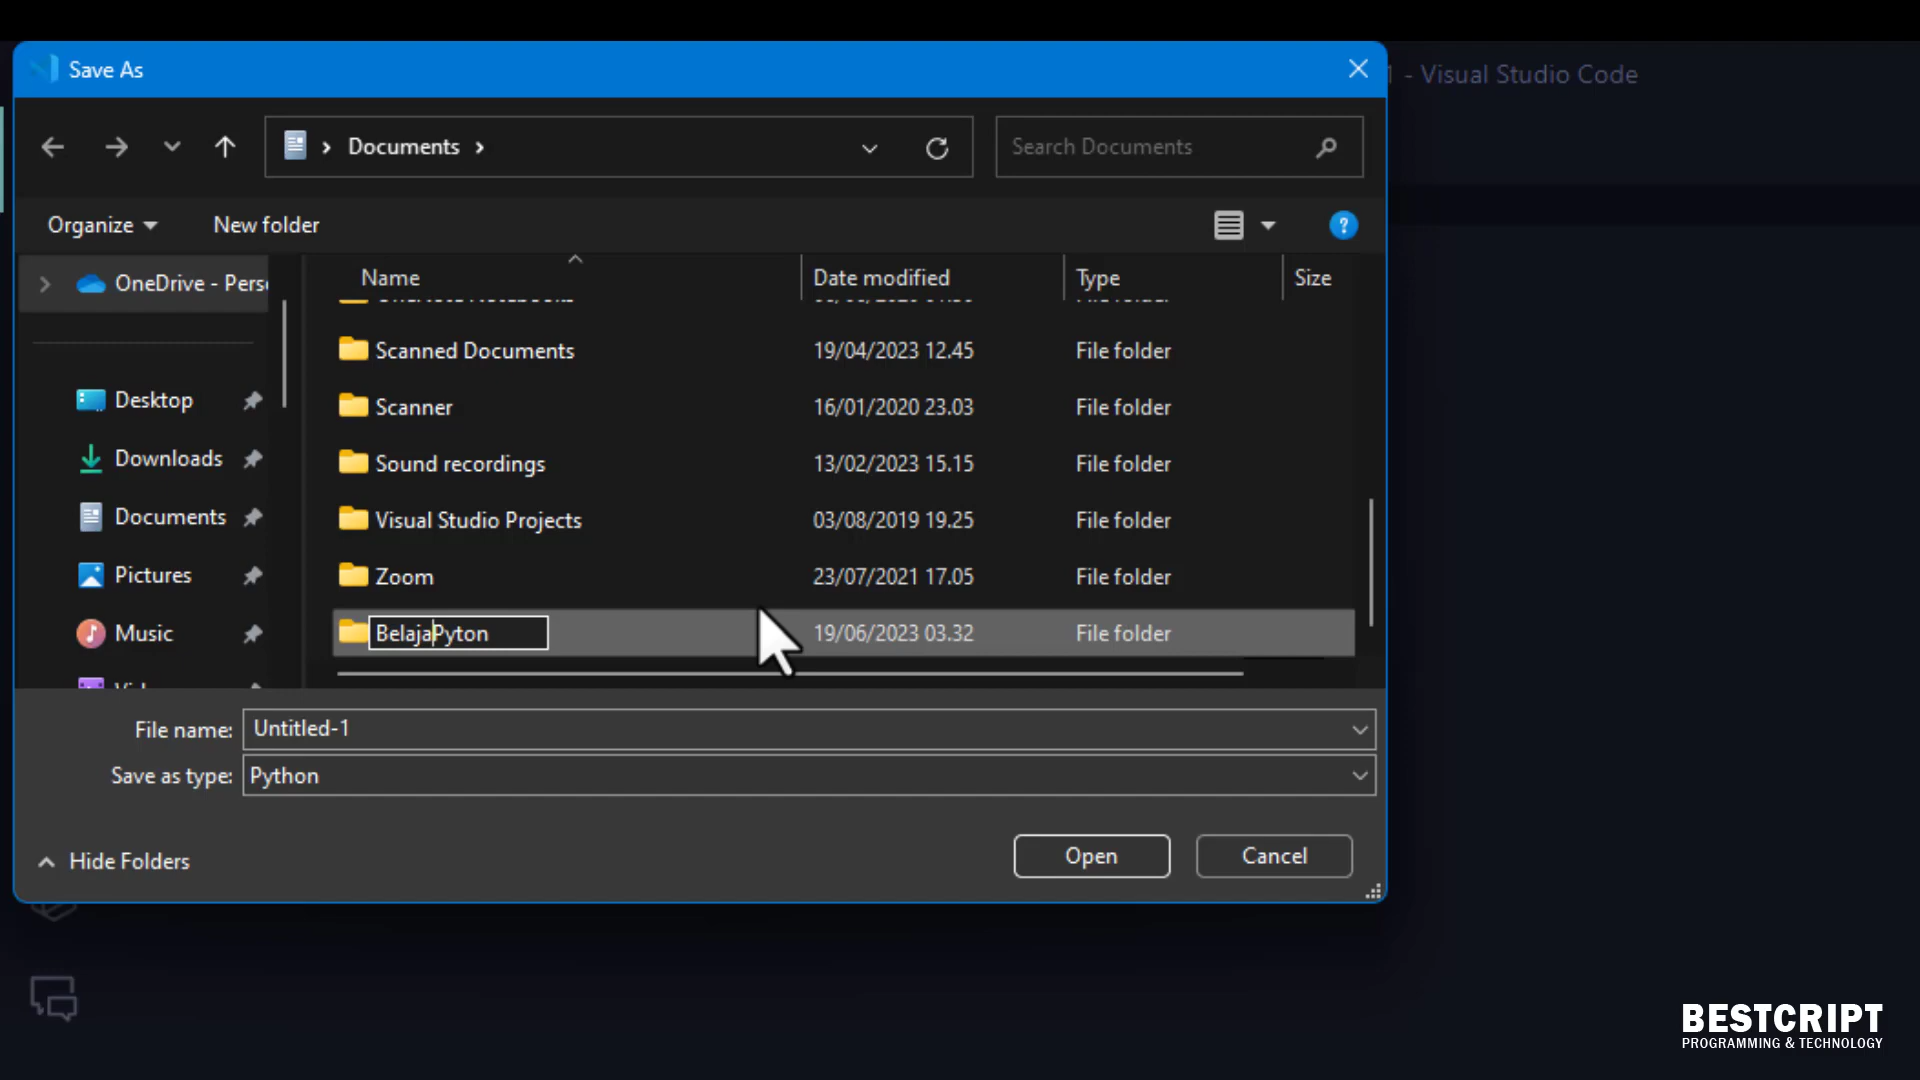 Save As
1 - Visual Studio Code
Documents
Search Documents
Organize
New folder
?
OneDrive - Perso
Name
Date modified
Type
Size
Scanned Documents 19/04/2023 12.45 File folder
Desktop
Scanner 16/01/2020 23.03 File folder
Downloads
Sound recordings 13/02/2023 15.15 File folder
Documents
Visual Studio Projects 03/08/2019 19.25 File folder
Pictures
Zoom 23/07/2021 17.05 File folder
Music
BelajaPyton 19/06/2023 03.32 File folder
File name: Untitled-1
Save as type: Python
Hide Folders
Open
Cancel
BESTCRIPT
PROGRAMMING & TECHNOLOGY